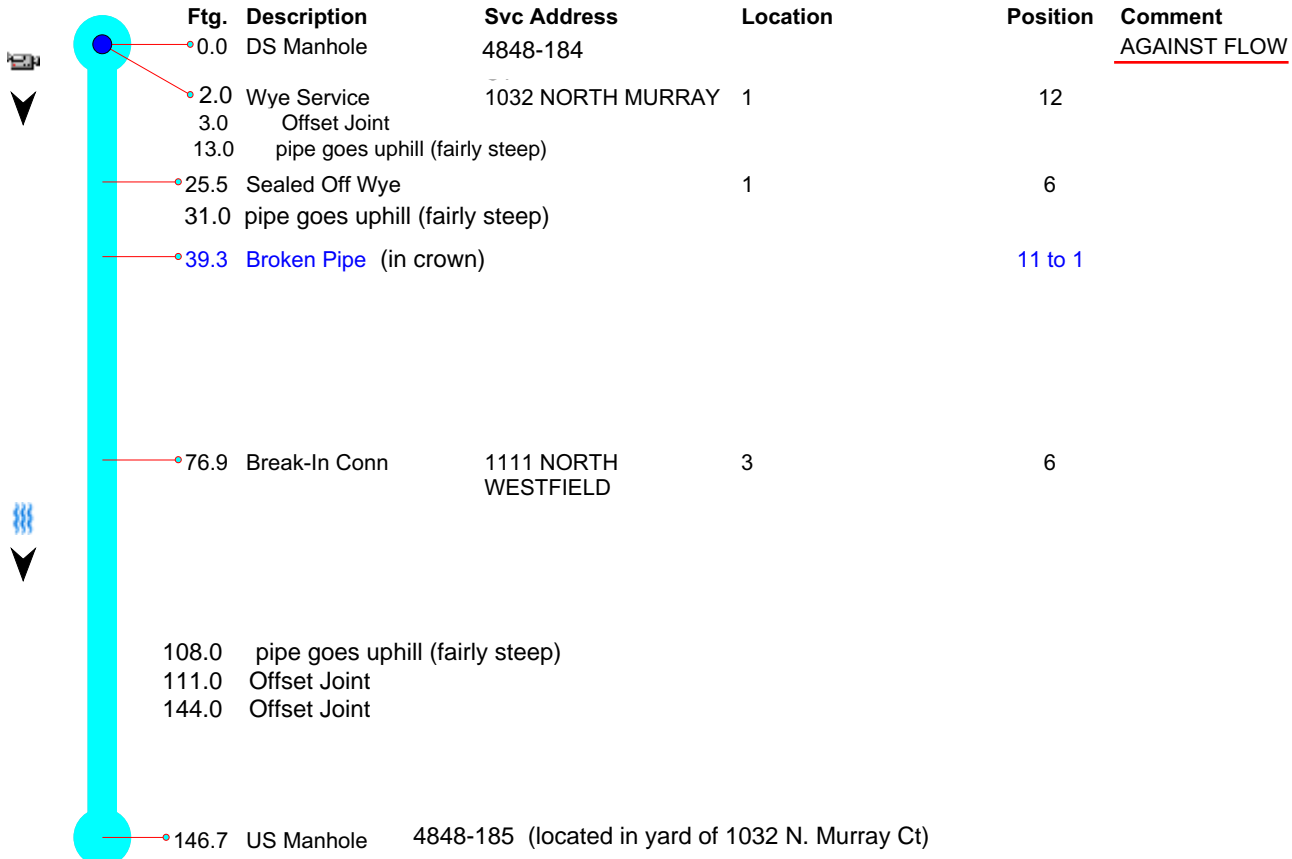 Ftg. Description Svc Address Location Position Comment
0.0 DS Manhole 4848-184 AGAINST FLOW
2.0 Wye Service 1032 NORTH MURRAY 1 12
3.0 Offset Joint
13.0 pipe goes uphill (fairly steep)
25.5 Sealed Off Wye 1 6
31.0 pipe goes uphill (fairly steep)
39.3 Broken Pipe (in crown) 11 to 1
76.9 Break-In Conn 1111 NORTH 3 6
WESTFIELD
108.0 pipe goes uphill (fairly steep)
111.0 Offset Joint
144.0 Offset Joint
146.7 US Manhole 4848-185 (located in yard of 1032 N. Murray Ct)